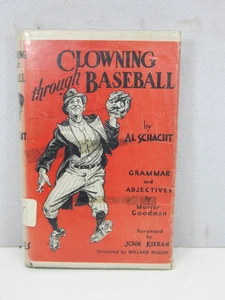 CLOWNING
through
BASEBALL
by
AL SCHACHT
GRAMMAR
AND
ADJECTIVES
by
Murray
Goodman
Foreword
by
JOHN KIERAN
Illustrated by WILLARD MULLIN